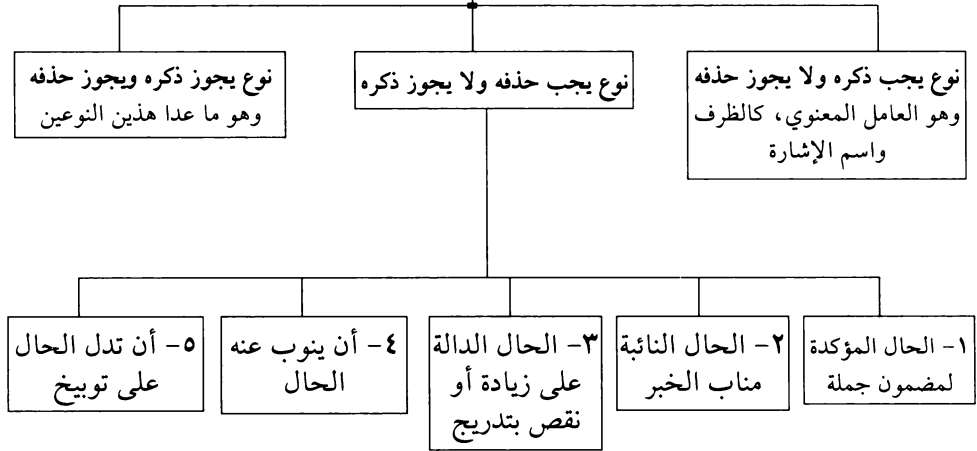 نوع يجب ذكره ولا يجوز حذفه
وهو العامل المعنوي، كالظرف
واسم الإشارة
نوع يجب حذفه ولا يجوز ذكره
نوع يجوز ذكره ويجوز حذفه
وهو ما عدا هذين النوعين
١- الحال المؤكدة
لمضمون جملة
٢- الحال النائبة
مناب الخبر
٣- الحال الدالة
على زيادة أو
نقص بتدريج
٤- أن ينوب عنه
الحال
٥- أن تدل الحال
على توبيخ